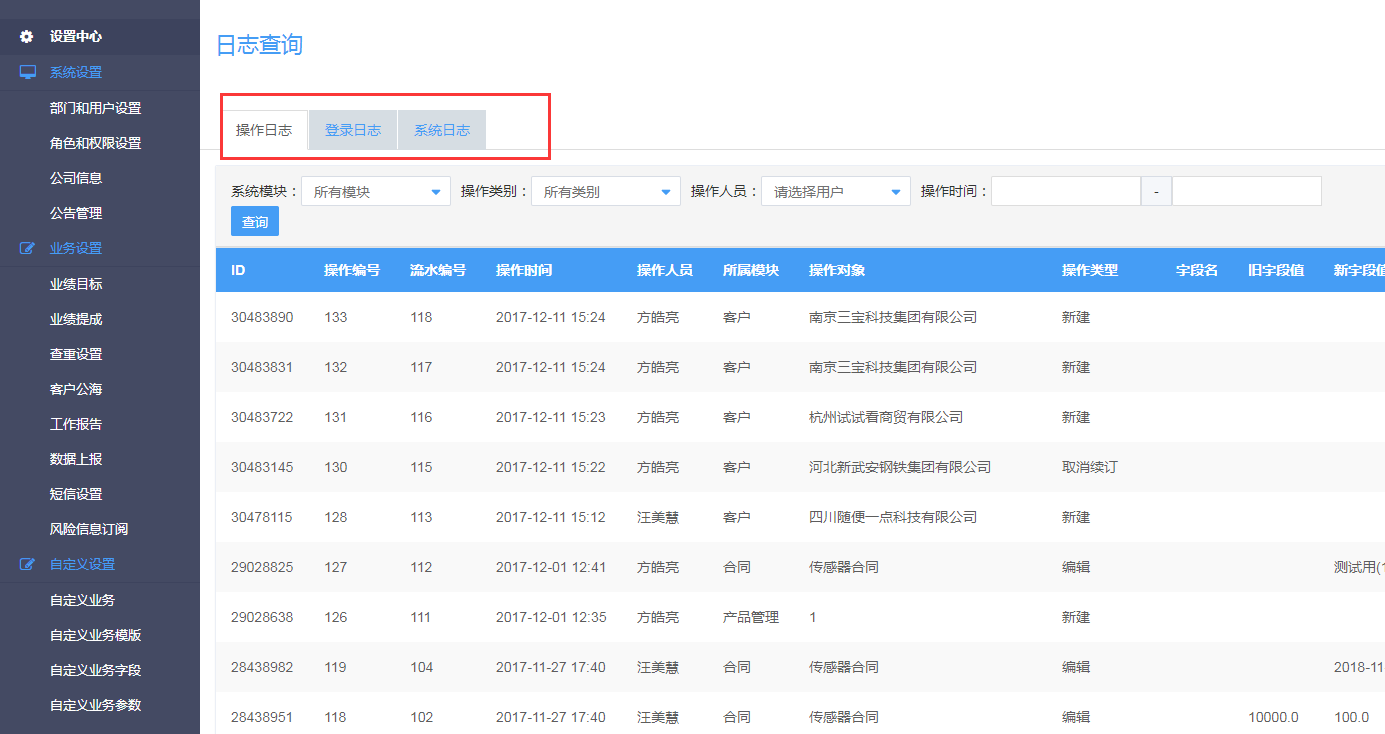 设置中心
系统设置
部门和用户设置
角色和权限设置
公司信息
公告管理
业务设置
业绩目标
业绩提成
查重设置
客户公海
工作报告
数据上报
短信设置
风险信息订阅
自定义设置
自定义业务
自定义业务模版
自定义业务字段
自定义业务参数
日志查询
操作日志 登录日志 系统日志
系统模块： 所有模块 操作类别： 所有类别 操作人员： 请选择用户 操作时间： -
查询
ID 操作编号 流水编号 操作时间 操作人员 所属模块 操作对象 操作类型 字段名 旧字段值 新字段值
30483890 133 118 2017-12-11 15:24 方皓亮 客户 南京三宝科技集团有限公司 新建
30483831 132 117 2017-12-11 15:24 方皓亮 客户 南京三宝科技集团有限公司 新建
30483722 131 116 2017-12-11 15:23 方皓亮 客户 杭州试试看商贸有限公司 新建
30483145 130 115 2017-12-11 15:22 方皓亮 客户 河北新武安钢铁集团有限公司 取消续订
30478115 128 113 2017-12-11 15:12 汪美慧 客户 四川随便一点科技有限公司 新建
29028825 127 112 2017-12-01 12:41 方皓亮 合同 传感器合同 编辑 测试用(1
29028638 126 111 2017-12-01 12:35 方皓亮 产品管理 1 新建
28438982 119 104 2017-11-27 17:40 汪美慧 合同 传感器合同 编辑 2018-11
28438951 118 102 2017-11-27 17:40 汪美慧 合同 传感器合同 编辑 10000.0 100.0